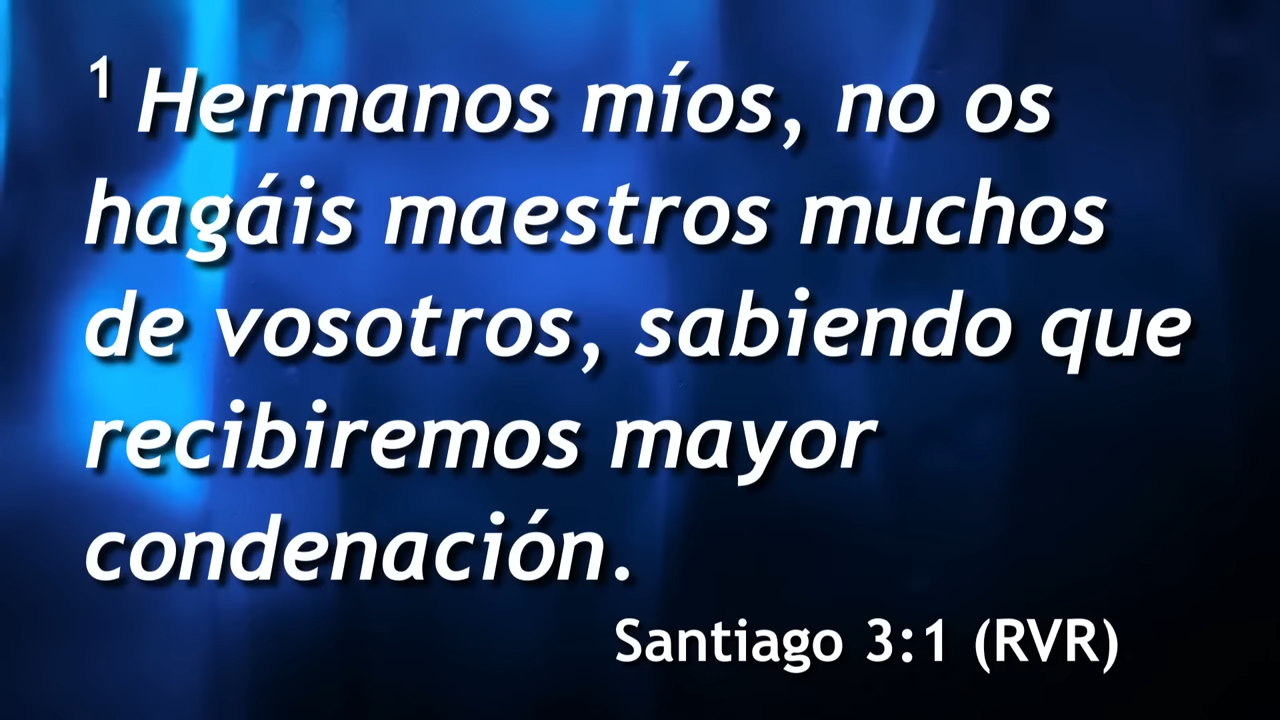 ¹ Hermanos míos, no os
hagáis maestros muchos
de vosotros, sabiendo que
recibiremos mayor
condenación.
Santiago 3:1 (RVR)